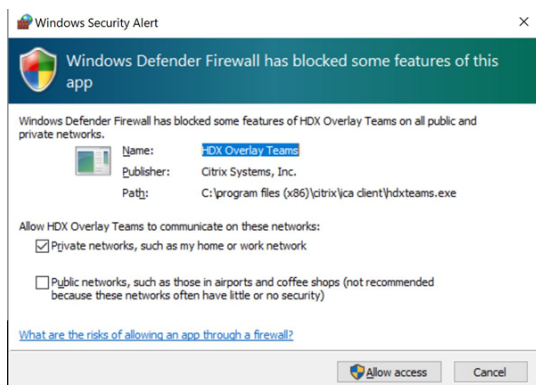 Windows Security Alert
Windows Defender Firewall has blocked some features of this
app
Windows Defender Firewall has blocked some features of HDX Overlay Teams on all public and
private networks.
Name: HDX Overlay Teams
Publisher: Citrix Systems, Inc.
Path: C:\program files (x86)\citrix\ica client\hdxteams.exe
Allow HDX Overlay Teams to communicate on these networks:
Private networks, such as my home or work network
Public networks, such as those in airports and coffee shops (not recommended
because these networks often have little or no security)
What are the risks of allowing an app through a firewall?
Allow access Cancel